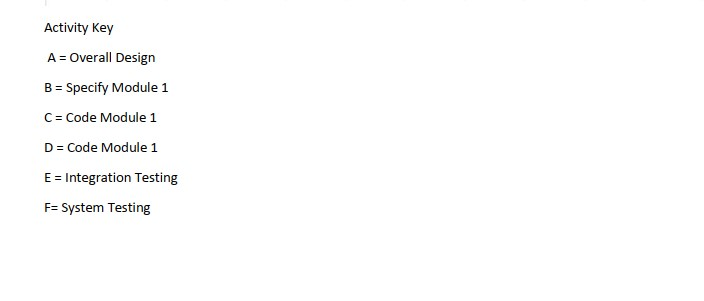 Activity Key
A = Overall Design
B = Specify Module 1
C = Code Module 1
D = Code Module 1
E = Integration Testing
F= System Testing